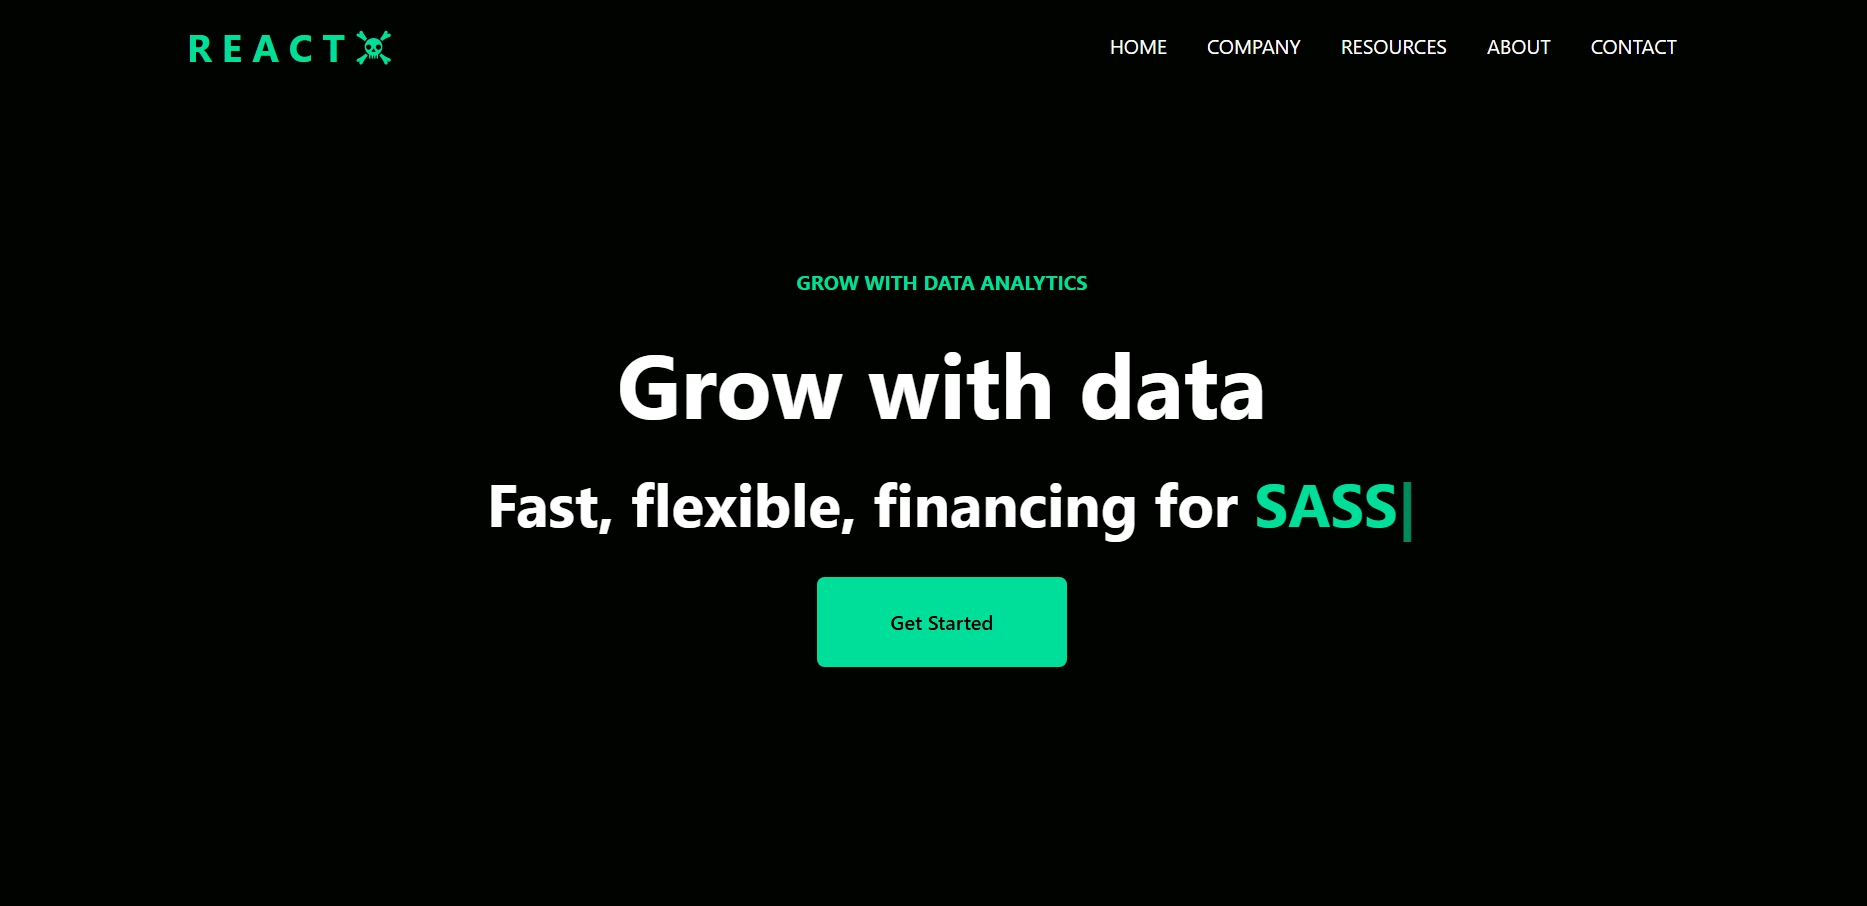 REACT
HOME COMPANY RESOURCES ABOUT CONTACT
GROW WITH DATA ANALYTICS
Grow with data
Fast, flexible, financing for SASS|
Get Started